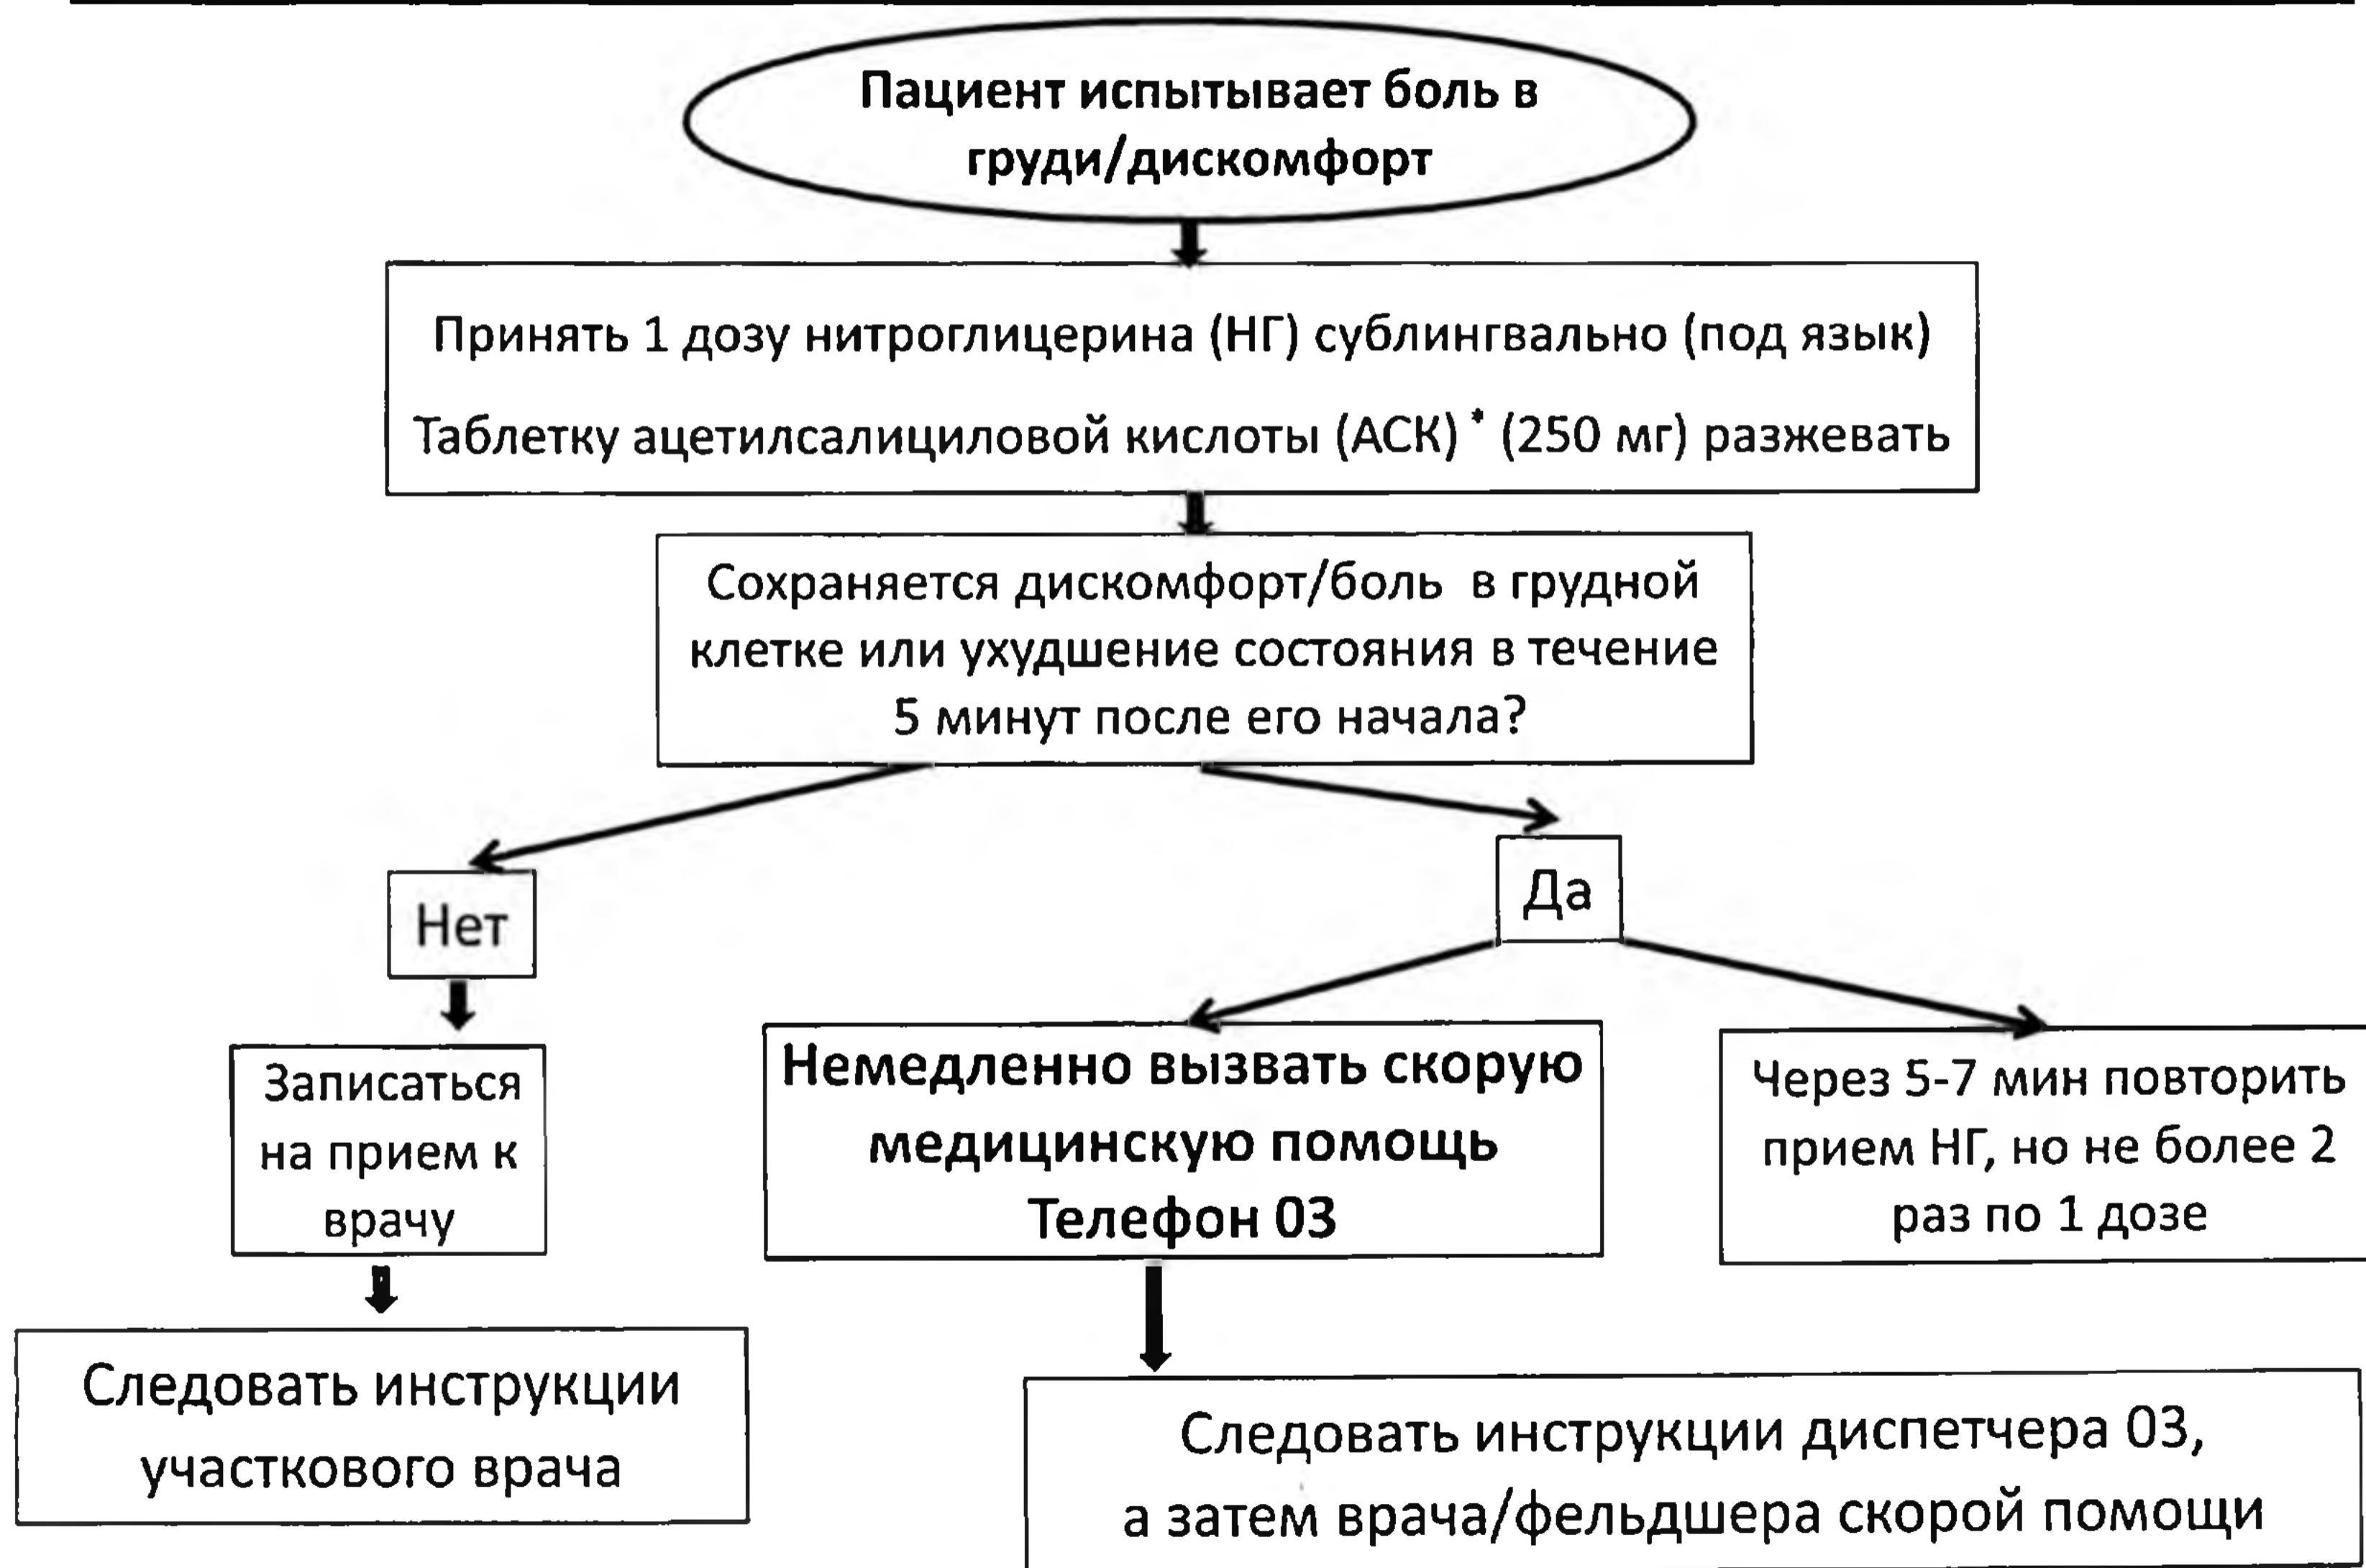 Пациент испытывает боль в
груди/дискомфорт
Принять 1 дозу нитроглицерина (НГ) сублингвально (под язык)
Таблетку ацетилсалициловой кислоты (АСК) * (250 мг) разжевать
Сохраняется дискомфорт/боль в грудной
клетке или ухудшение состояния в течение
5 минут после его начала?
Нет
Да
Записаться
на прием к
врачу
Немедленно вызвать скорую
медицинскую помощь
Телефон 03
Через 5-7 мин повторить
прием НГ, но не более 2
раз по 1 дозе
Следовать инструкции
участкового врача
Следовать инструкции диспетчера 03,
а затем врача/фельдшера скорой помощи